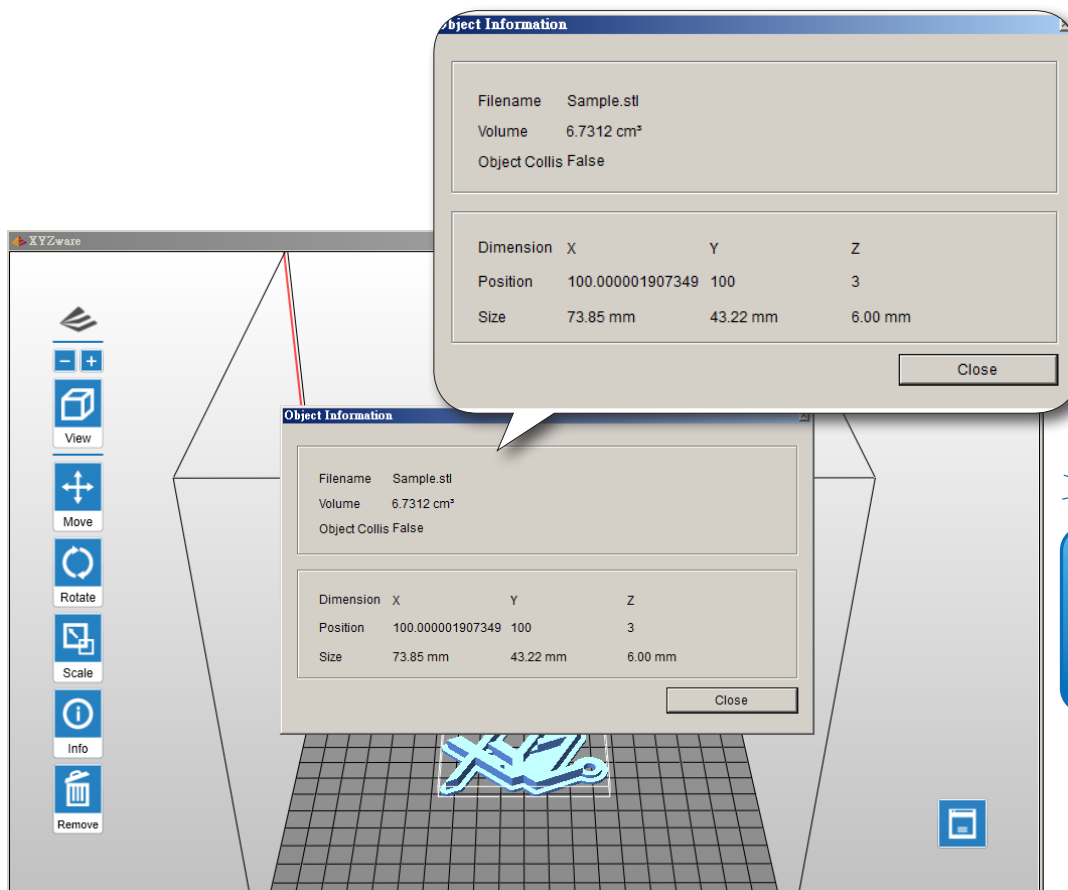 Object Information
Filename Sample.stl
Volume 6.7312 cm³
Object Collis False
Dimension X Y Z
Position 100.000001907349 100 3
Size 73.85 mm 43.22 mm 6.00 mm
Close
XYZware
View
Move
Rotate
Scale
Info
Remove
Object Information
Filename Sample.stl
Volume 6.7312 cm³
Object Collis False
Dimension X Y Z
Position 100.000001907349 100 3
Size 73.85 mm 43.22 mm 6.00 mm
Close